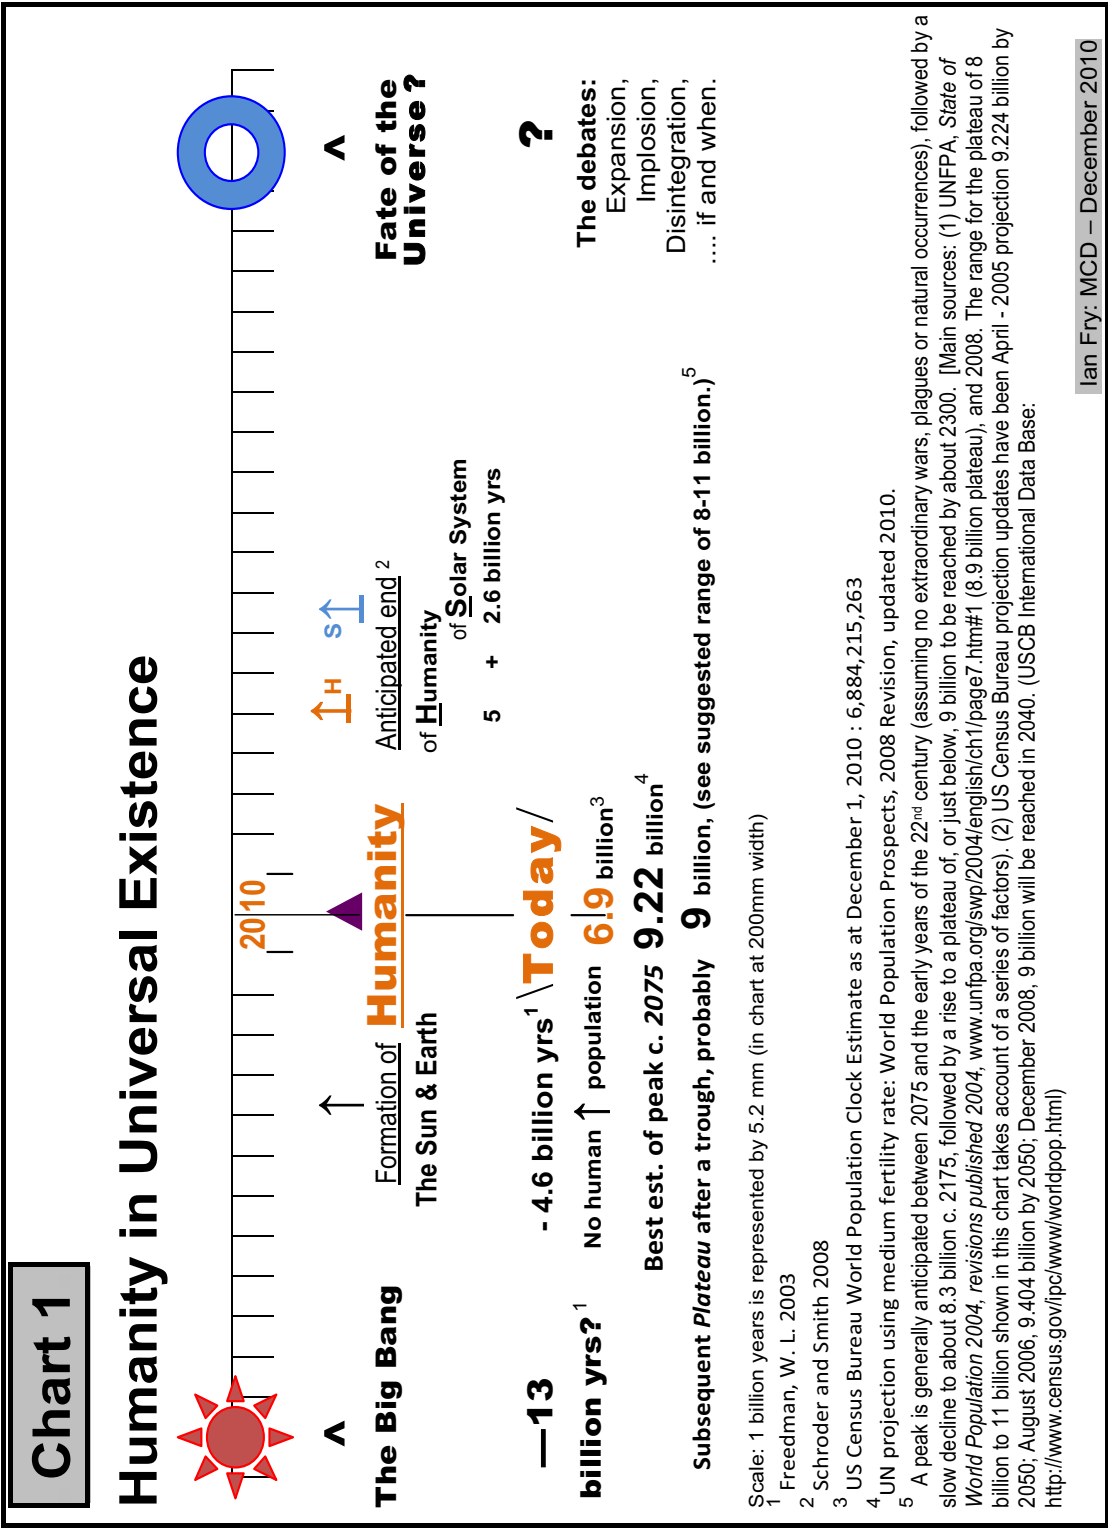 Chart 1
Humanity in Universal Existence
2010
H S
^ ^
The Big Bang
Formation of
The Sun & Earth
Humanity
Anticipated end 2
of Humanity
of Solar System
5 + 2.6 billion yrs
Fate of the
Universe?
—13
billion yrs? 1
- 4.6 billion yrs 1
\Today/
?
No human ↑ population 6.9 billion3
The debates:
Expansion,
Implosion,
Disintegration,
.... if and when.
Best est. of peak c. 2075 9.22 billion4
Subsequent Plateau after a trough, probably 9 billion, (see suggested range of 8-11 billion.)5
Scale: 1 billion years is represented by 5.2 mm (in chart at 200mm width)
1 Freedman, W. L. 2003
2 Schroder and Smith 2008
3 US Census Bureau World Population Clock Estimate as at December 1, 2010 : 6,884,215,263
4 UN projection using medium fertility rate: World Population Prospects, 2008 Revision, updated 2010.
5 A peak is generally anticipated between 2075 and the early years of the 22nd century (assuming no extraordinary wars, plagues or natural occurrences), followed by a
slow decline to about 8.3 billion c. 2175, followed by a rise to a plateau of, or just below, 9 billion to be reached by about 2300. [Main sources: (1) UNFPA, State of
World Population 2004, revisions published 2004, www.unfpa.org/swp/2004/english/ch1/page7.htm#1 (8.9 billion plateau), and 2008. The range for the plateau of 8
billion to 11 billion shown in this chart takes account of a series of factors). (2) US Census Bureau projection updates have been April - 2005 projection 9.224 billion by
2050; August 2006, 9.404 billion by 2050; December 2008, 9 billion will be reached in 2040. (USCB International Data Base:
http://www.census.gov/ipc/www/worldpop.html)
Ian Fry: MCD – December 2010